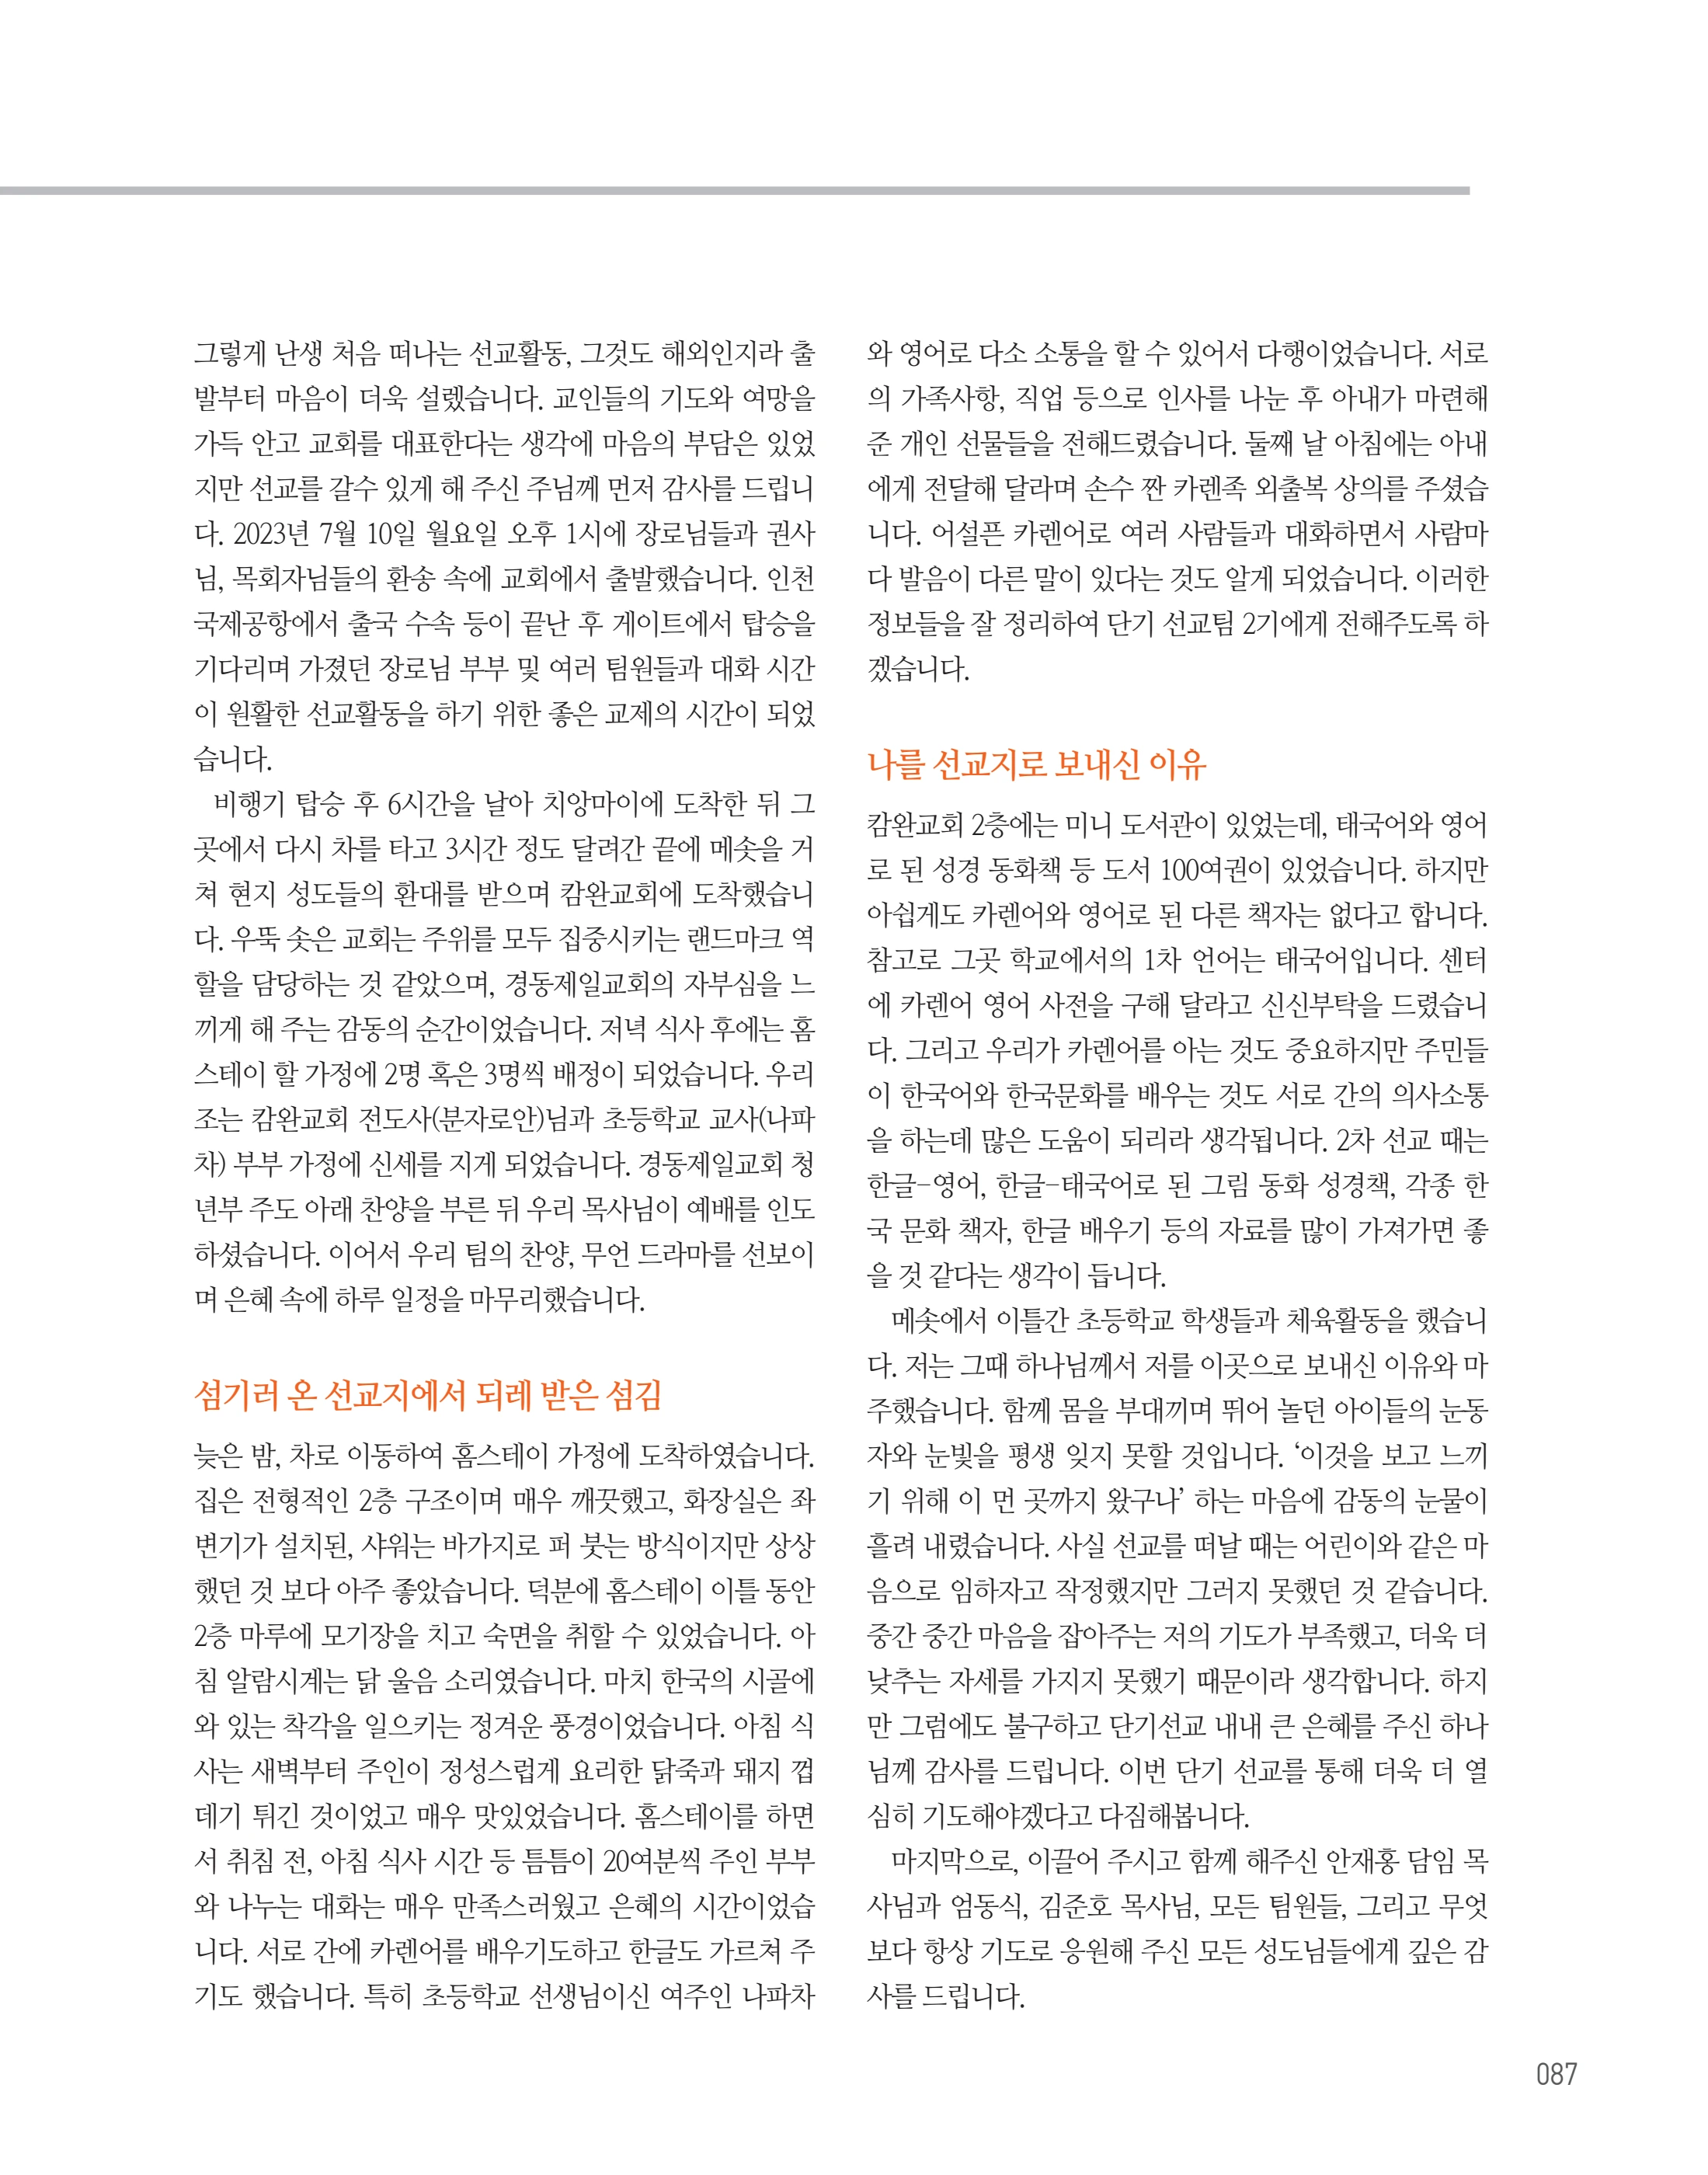 그렇게 난생 처음 떠나는 선교활동, 그것도 해외인지라 출
발부터 마음이 더욱 설렜습니다. 교인들의 기도와 여망을
가득 안고 교회를 대표한다는 생각에 마음의 부담은 있었
지만 선교를 갈수 있게 해 주신 주님께 먼저 감사를 드립니
다. 2023년 7월 10일 월요일 오후 1시에 장로님들과 권사
님, 목회자님들의 환송 속에 교회에서 출발했습니다. 인천
국제공항에서 출국 수속 등이 끝난 후 게이트에서 탑승을
기다리며 가졌던 장로님 부부 및 여러 팀원들과 대화 시간
이 원활한 선교활동을 하기 위한 좋은 교제의 시간이 되었
습니다.
비행기 탑승 후 6시간을 날아 치앙마이에 도착한 뒤 그
곳에서 다시 차를 타고 3시간 정도 달려간 끝에 메솟을 거
쳐 현지 성도들의 환대를 받으며 캄완교회에 도착했습니
다. 우뚝 솟은 교회는 주위를 모두 집중시키는 랜드마크 역
할을 담당하는 것 같았으며, 경동제일교회의 자부심을 느
끼게 해 주는 감동의 순간이었습니다. 저녁 식사 후에는 홈
스테이 할 가정에 2명 혹은 3명씩 배정이 되었습니다. 우리
조는 캄완교회 전도사(분자로안)님과 초등학교 교사(나파
차) 부부 가정에 신세를 지게 되었습니다. 경동제일교회 청
년부 주도 아래 찬양을 부른 뒤 우리 목사님이 예배를 인도
하셨습니다. 이어서 우리 팀의 찬양, 무언 드라마를 선보이
며 은혜 속에 하루 일정을 마무리했습니다.
섬기러 온 선교지에서 되레 받은 섬김
늦은 밤, 차로 이동하여 홈스테이 가정에 도착하였습니다.
집은 전형적인 2층 구조이며 매우 깨끗했고, 화장실은 좌
변기가 설치된, 샤워는 바가지로 퍼 붓는 방식이지만 상상
했던 것 보다 아주 좋았습니다. 덕분에 홈스테이 이틀 동안
2층 마루에 모기장을 치고 숙면을 취할 수 있었습니다. 아
침 알람시계는 닭 울음 소리였습니다. 마치 한국의 시골에
와 있는 착각을 일으키는 정겨운 풍경이었습니다. 아침 식
사는 새벽부터 주인이 정성스럽게 요리한 닭죽과 돼지 껍
데기 튀긴 것이었고 매우 맛있었습니다. 홈스테이를 하면
서 취침 전, 아침 식사 시간 등 틈틈이 20여분씩 주인 부부
와 나누는 대화는 매우 만족스러웠고 은혜의 시간이었습
니다. 서로 간에 카렌어를 배우기도하고 한글도 가르쳐 주
기도 했습니다. 특히 초등학교 선생님이신 여주인 나파차
와 영어로 다소 소통을 할 수 있어서 다행이었습니다. 서로
의 가족사항, 직업 등으로 인사를 나눈 후 아내가 마련해
준 개인 선물들을 전해드렸습니다. 둘째 날 아침에는 아내
에게 전달해 달라며 손수 짠 카렌족 외출복 상의를 주셨습
니다. 어설픈 카렌어로 여러 사람들과 대화하면서 사람마
다 발음이 다른 말이 있다는 것도 알게 되었습니다. 이러한
정보들을 잘 정리하여 단기 선교팀 2기에게 전해주도록 하
겠습니다.
나를 선교지로 보내신 이유
캄완교회 2층에는 미니 도서관이 있었는데, 태국어와 영어
로 된 성경 동화책 등 도서 100여권이 있었습니다. 하지만
아쉽게도 카렌어와 영어로 된 다른 책자는 없다고 합니다.
참고로 그곳 학교에서의 1차 언어는 태국어입니다. 센터
에 카렌어 영어 사전을 구해 달라고 신신부탁을 드렸습니
다. 그리고 우리가 카렌어를 아는 것도 중요하지만 주민들
이 한국어와 한국문화를 배우는 것도 서로 간의 의사소통
을 하는데 많은 도움이 되리라 생각됩니다. 2차 선교 때는
한글-영어, 한글-태국어로 된 그림 동화 성경책, 각종 한
국 문화 책자, 한글 배우기 등의 자료를 많이 가져가면 좋
을 것 같다는 생각이 듭니다.
메솟에서 이틀간 초등학교 학생들과 체육활동을 했습니
다. 저는 그때 하나님께서 저를 이곳으로 보내신 이유와 마
주했습니다. 함께 몸을 부대끼며 뛰어 놀던 아이들의 눈동
자와 눈빛을 평생 잊지 못할 것입니다. ‘이것을 보고 느끼
기 위해 이 먼 곳까지 왔구나’ 하는 마음에 감동의 눈물이
흘려 내렸습니다. 사실 선교를 떠날 때는 어린이와 같은 마
음으로 임하자고 작정했지만 그러지 못했던 것 같습니다.
중간 중간 마음을 잡아주는 저의 기도가 부족했고, 더욱 더
낮추는 자세를 가지지 못했기 때문이라 생각합니다. 하지
만 그럼에도 불구하고 단기선교 내내 큰 은혜를 주신 하나
님께 감사를 드립니다. 이번 단기 선교를 통해 더욱 더 열
심히 기도해야겠다고 다짐해봅니다.
마지막으로, 이끌어 주시고 함께 해주신 안재홍 담임 목
사님과 엄동식, 김준호 목사님, 모든 팀원들, 그리고 무엇
보다 항상 기도로 응원해 주신 모든 성도님들에게 깊은 감
사를 드립니다.
087